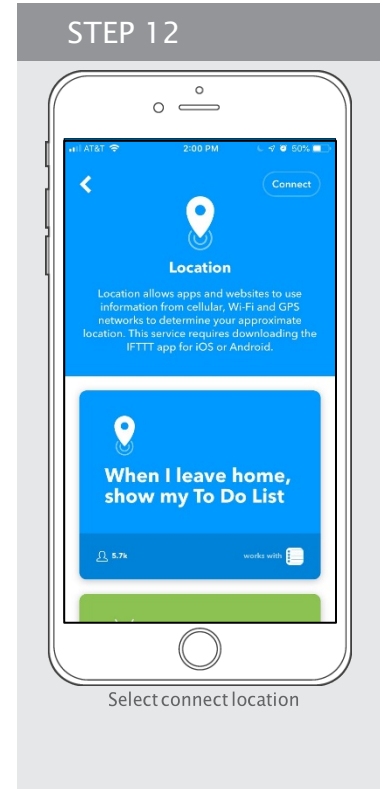 STEP 12
AT&T 2:00 PM 50%
Connect
Location
Location allows apps and websites to use
information from cellular, Wi-Fi and GPS
networks to determine your approximate
location. This service requires downloading the
IFTTT app for iOS or Android.
When I leave home,
show my To Do List
5.7k works with
Select connect location